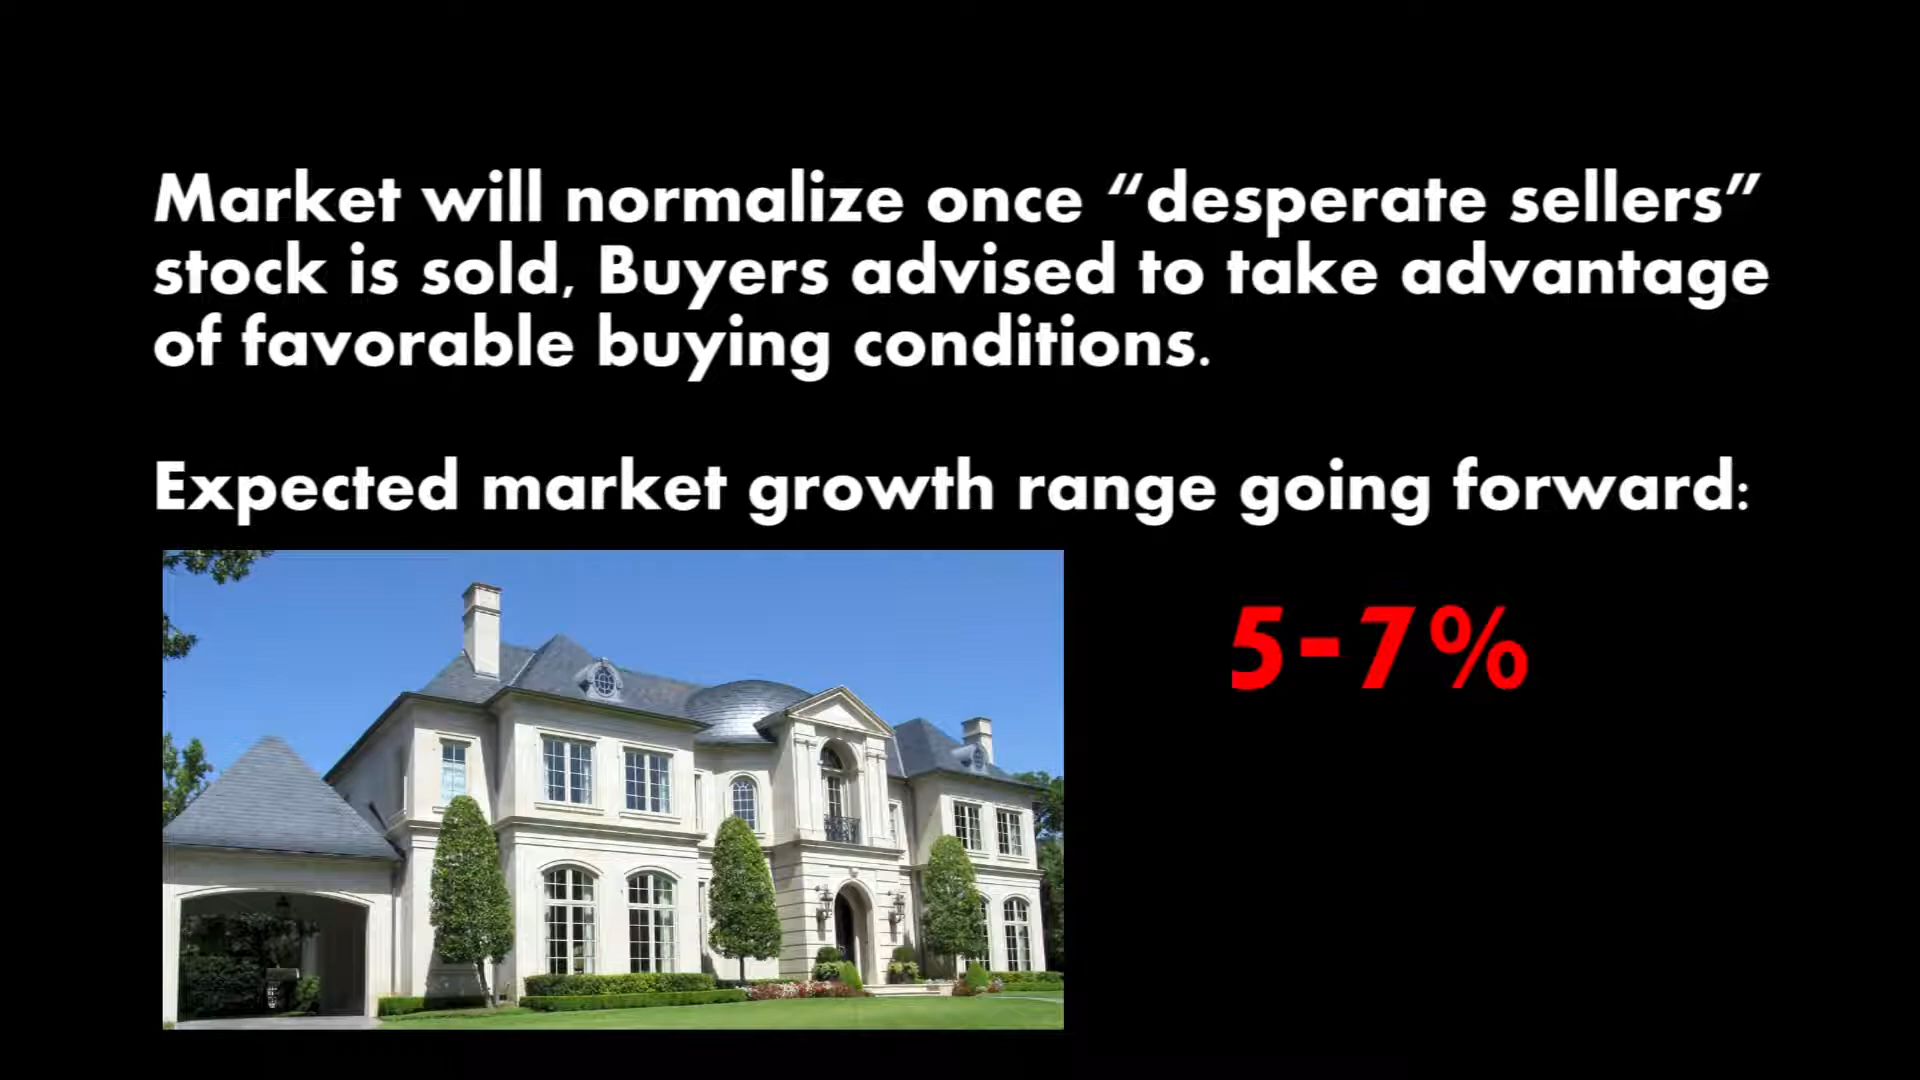 Market will normalize once “desperate sellers”
stock is sold, Buyers advised to take advantage
of favorable buying conditions.
Expected market growth range going forward:
5-7%